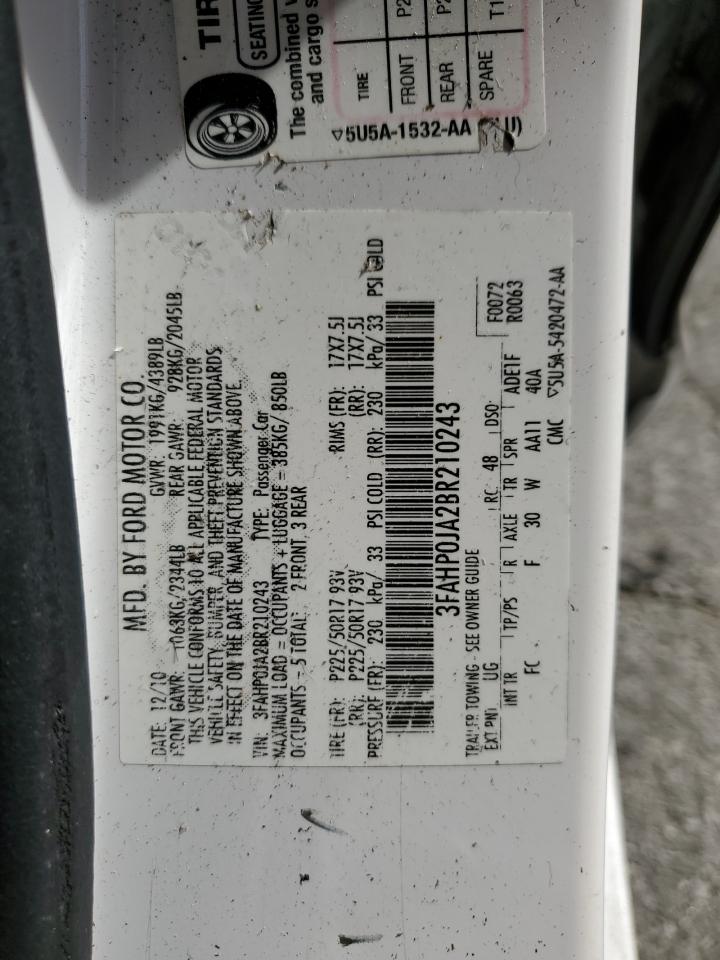 TIR
SEATING
The combined
and cargo
TIRE
FRONT P2
REAR P2
SPARE T1
▽5U5A-1532-AA
MFD. BY FORD MOTOR CO.
DATE: 12/10 GVWR: 1991KG/4389LB
FRONT GAWR: 1063KG/2344LB REAR GAWR: 928KG/2045LB
THIS VEHICLE CONFORMS TO ALL APPLICABLE FEDERAL MOTOR
VEHICLE SAFETY, BUMPER, AND THEFT PREVENTION STANDARDS
IN EFFECT ON THE DATE OF MANUFACTURE SHOWN ABOVE.
VIN: 3FAHP0JA2BR210243 TYPE: Passenger Car
MAXIMUM LOAD = OCCUPANTS + LUGGAGE = 385KG/850LB
OCCUPANTS = 5 TOTAL: 2 FRONT, 3 REAR
TIRE (FR): P225/50R17 93V RIMS (FR): 17X7.5J
(RR): P225/50R17 93V (RR): 17X7.5J
PRESSURE (FR): 230 kPa/ 33 PSI COLD (RR): 230 kPa/ 33 PSI COLD
3FAHP0JA2BR210243
TRAILER TOWING - SEE OWNER GUIDE
F0072
R0063
EXT PNT UG RC: 48 DSO:
INT TR TP/PS R AXLE TR SPR ADE1F
FC F 30 W AA11 40A
CMC ▽5U5A-5420472-AA